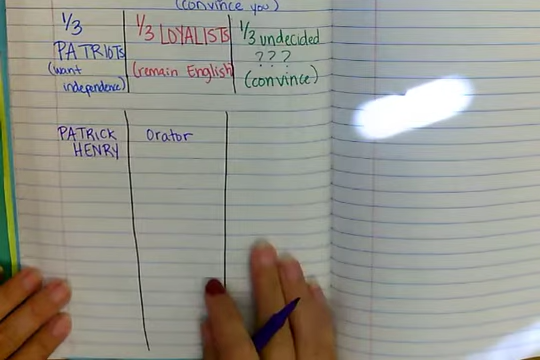 (convince you)
1/3
PATRIOTS
(want
independence)
1/3 LOYALISTS
(remain English)
1/3 undecided
???
(convince)
PATRICK
HENRY
Orator